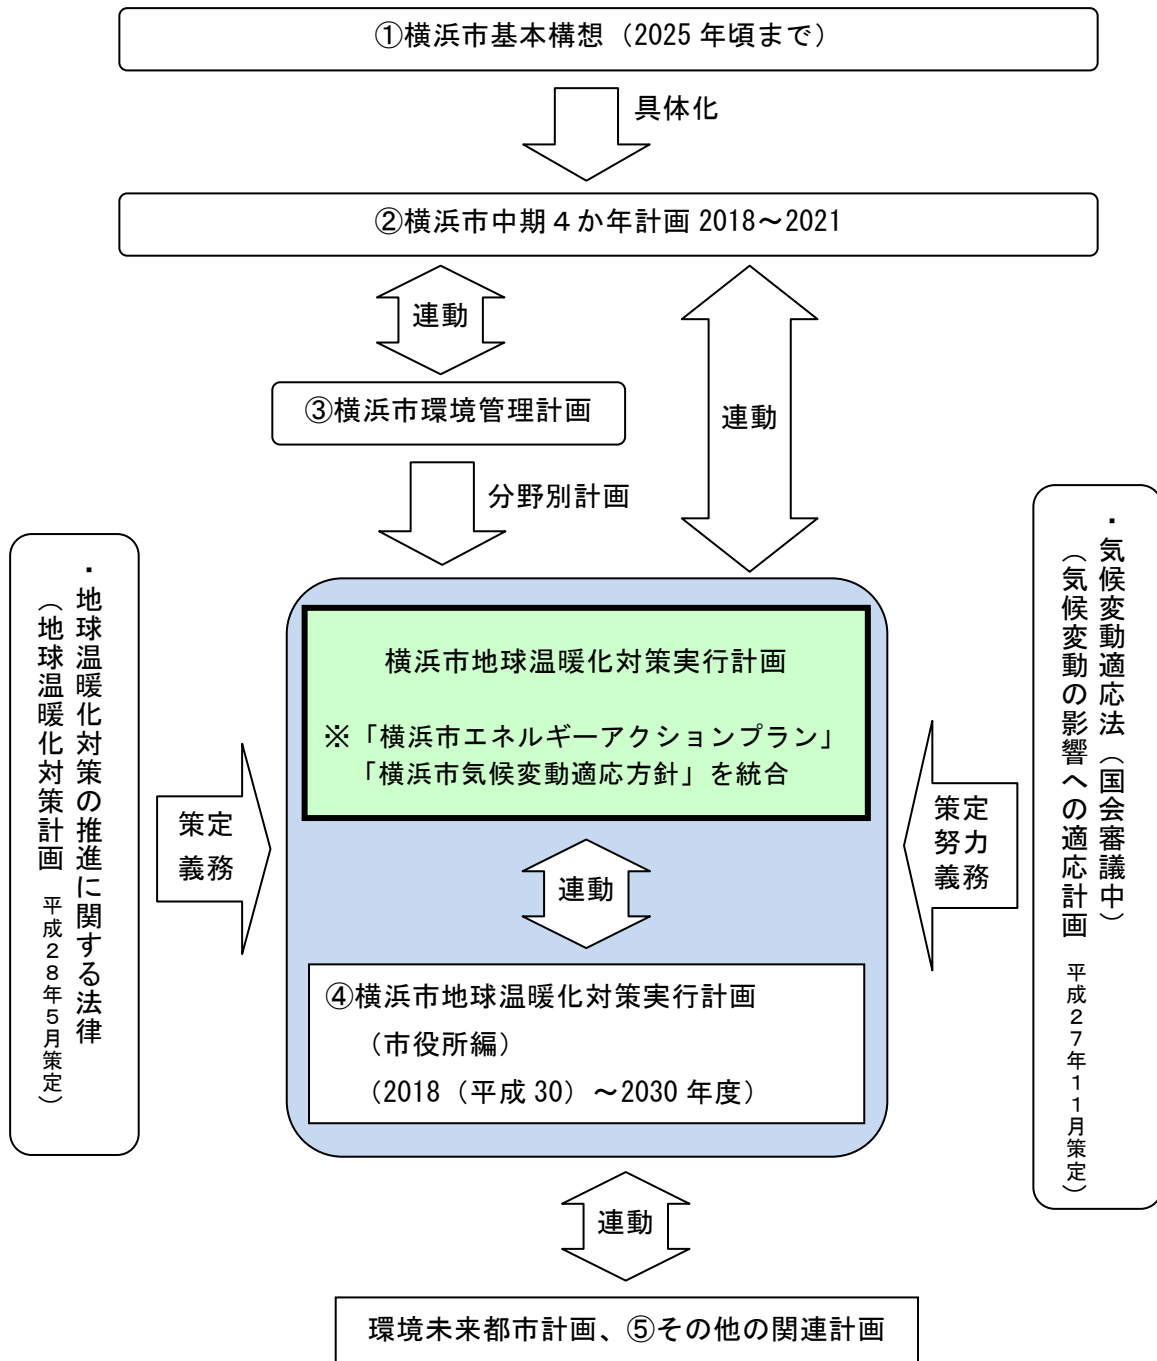 ①横浜市基本構想（2025 年頃まで）
具体化
②横浜市中期４か年計画 2018～2021
連動
連動
③横浜市環境管理計画
分野別計画
・地球温暖化対策の推進に関する法律
（地球温暖化対策計画 平成２８年５月策定）
策定
義務
横浜市地球温暖化対策実行計画
※「横浜市エネルギーアクションプラン」
「横浜市気候変動適応方針」を統合
連動
④横浜市地球温暖化対策実行計画
（市役所編）
（2018（平成 30）～2030 年度）
・気候変動適応法（国会審議中）
（気候変動の影響への適応計画 平成２７年１１月策定）
策定
努力
義務
連動
環境未来都市計画、⑤その他の関連計画